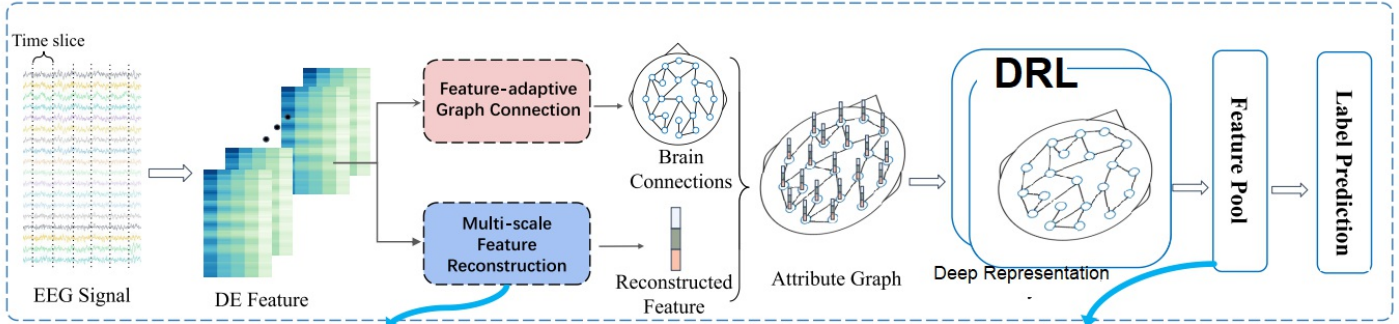 Time slice
EEG Signal
DE Feature
Feature-adaptive
Graph Connection
Multi-scale
Feature
Reconstruction
Brain
Connections
Reconstructed
Feature
Attribute Graph
DRL
Deep Representation
Feature Pool
Label Prediction